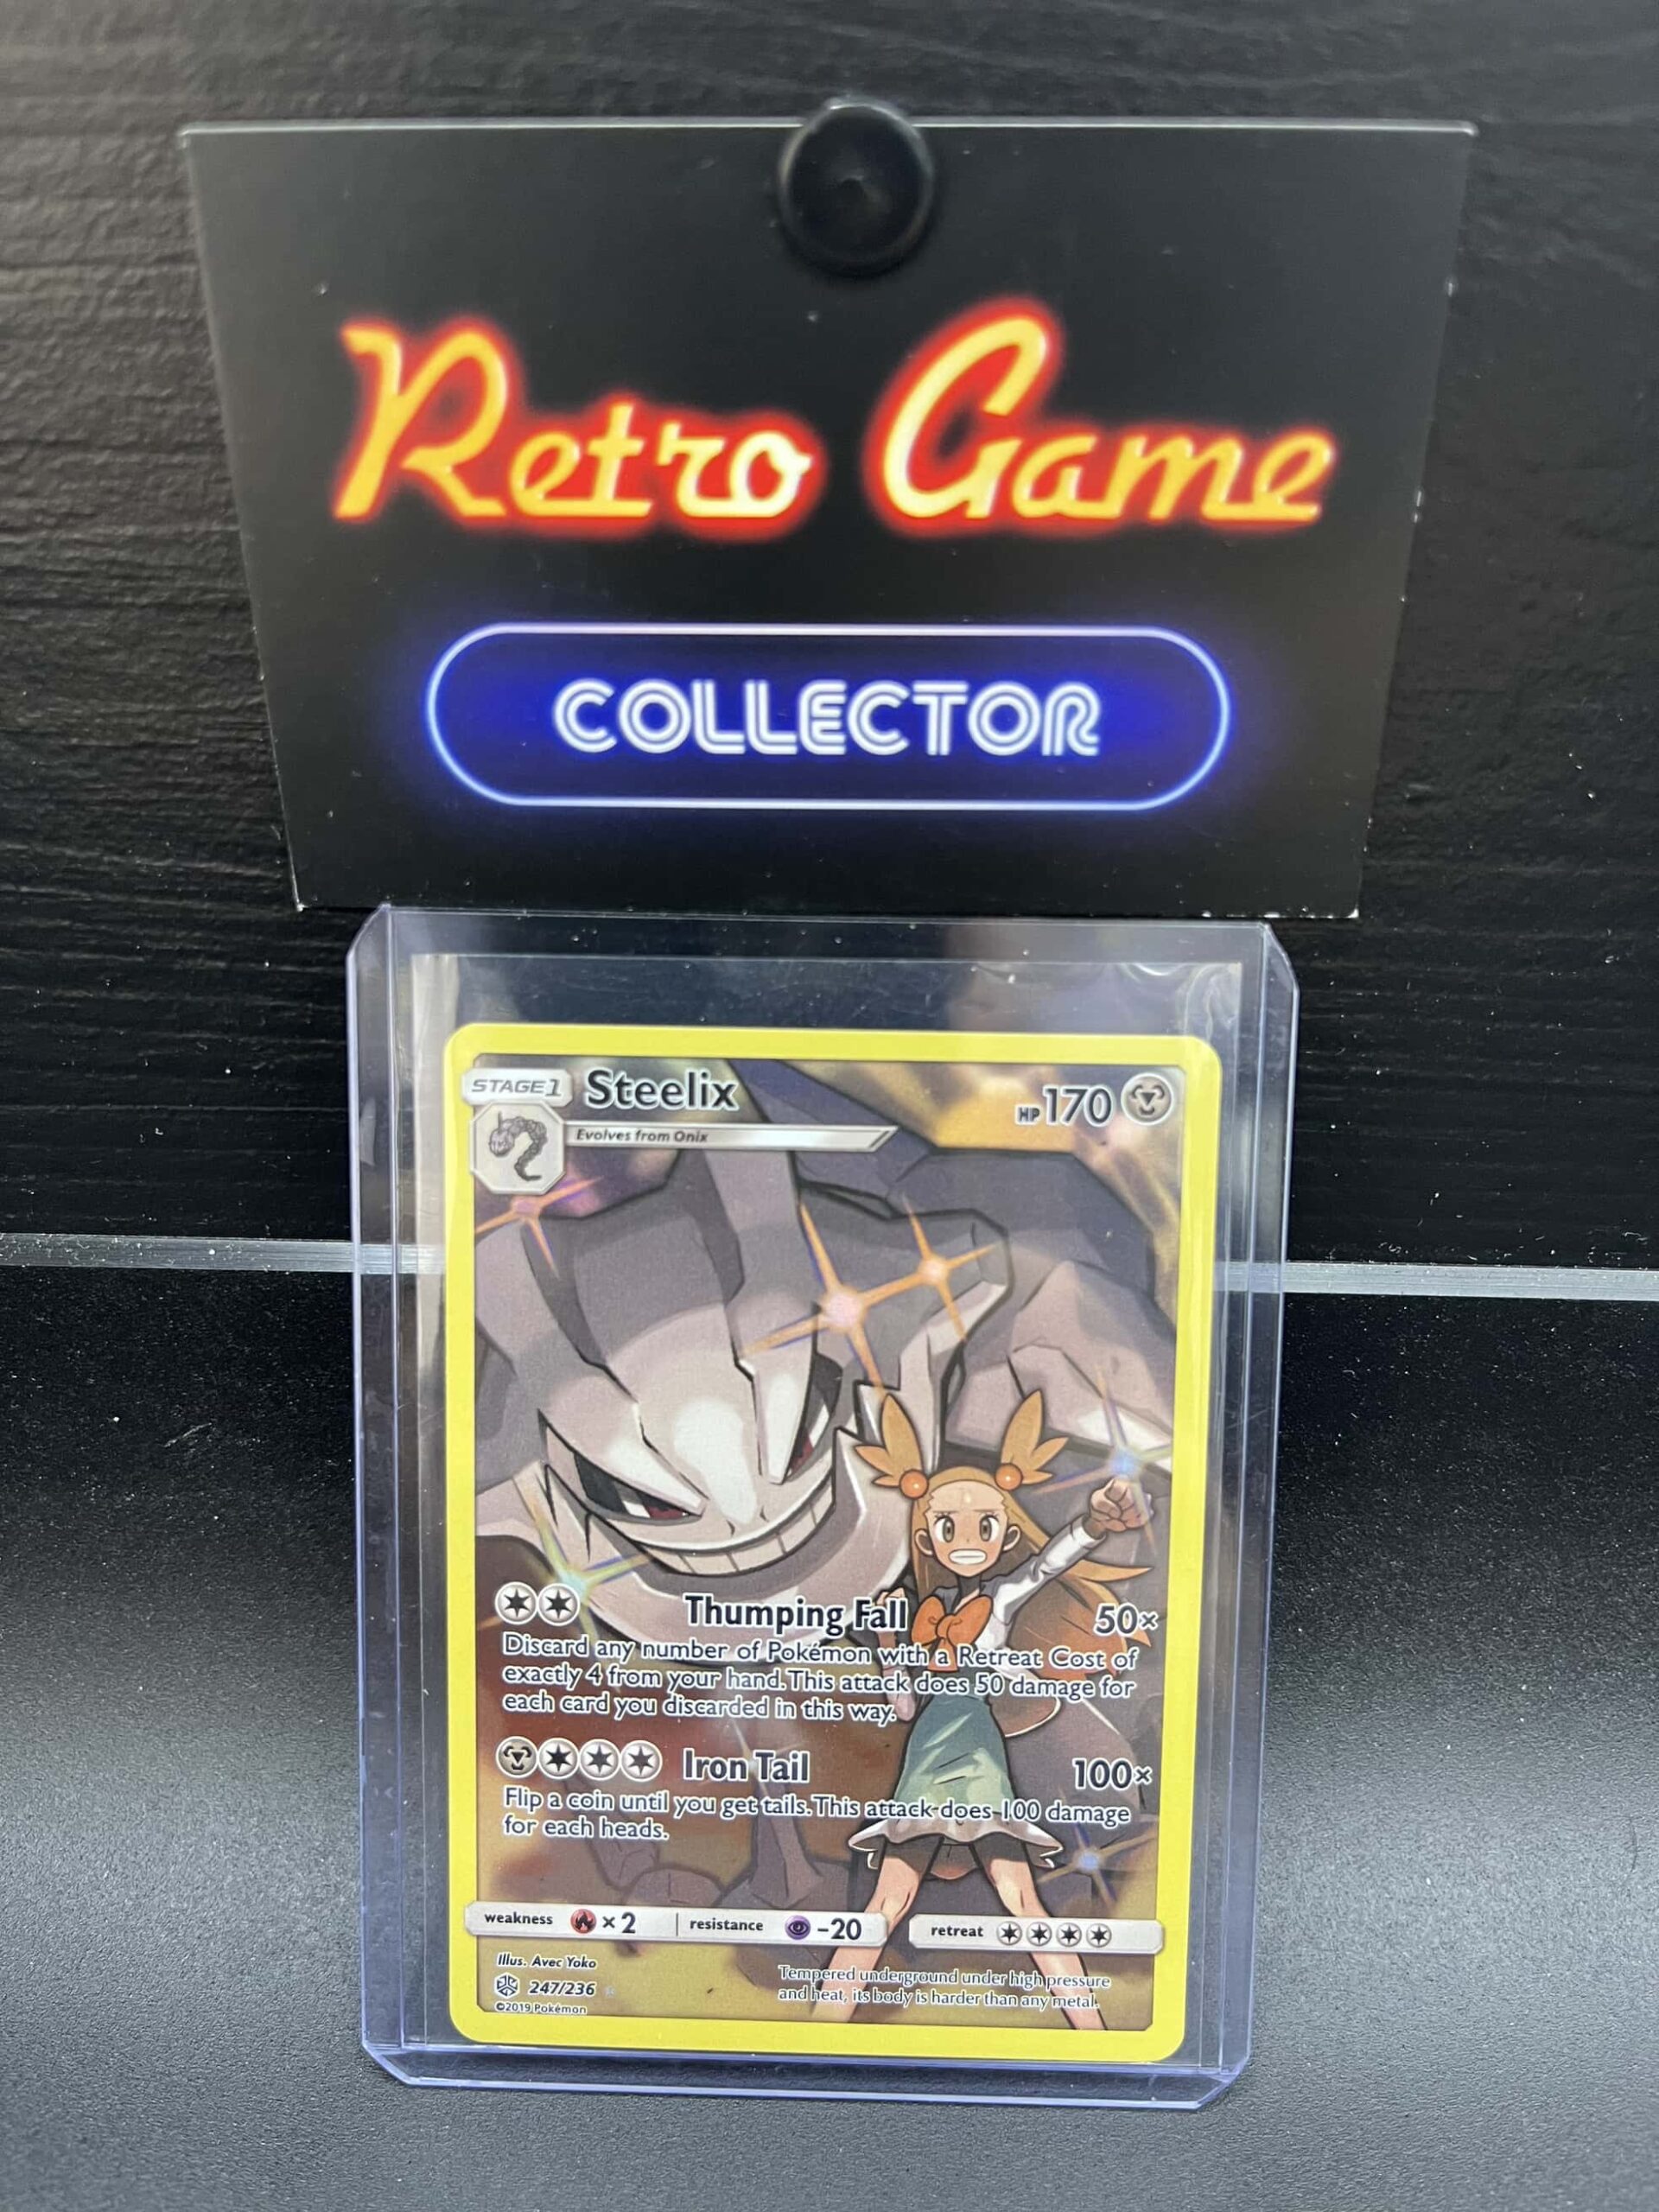 Retro Game
COLLECTOR
STAGE 1 Steelix HP 170
Evolves from Onix
Thumping Fall 50×
Discard any number of Pokémon with a Retreat Cost of
exactly 4 from your hand. This attack does 50 damage for
each card you discarded in this way.
Iron Tail 100×
Flip a coin until you get tails. This attack does 100 damage
for each heads.
weakness ×2 resistance -20 retreat
Illus. Avec Yoko
247/236
©2019 Pokémon
Tempered underground under high pressure
and heat, its body is harder than any metal.